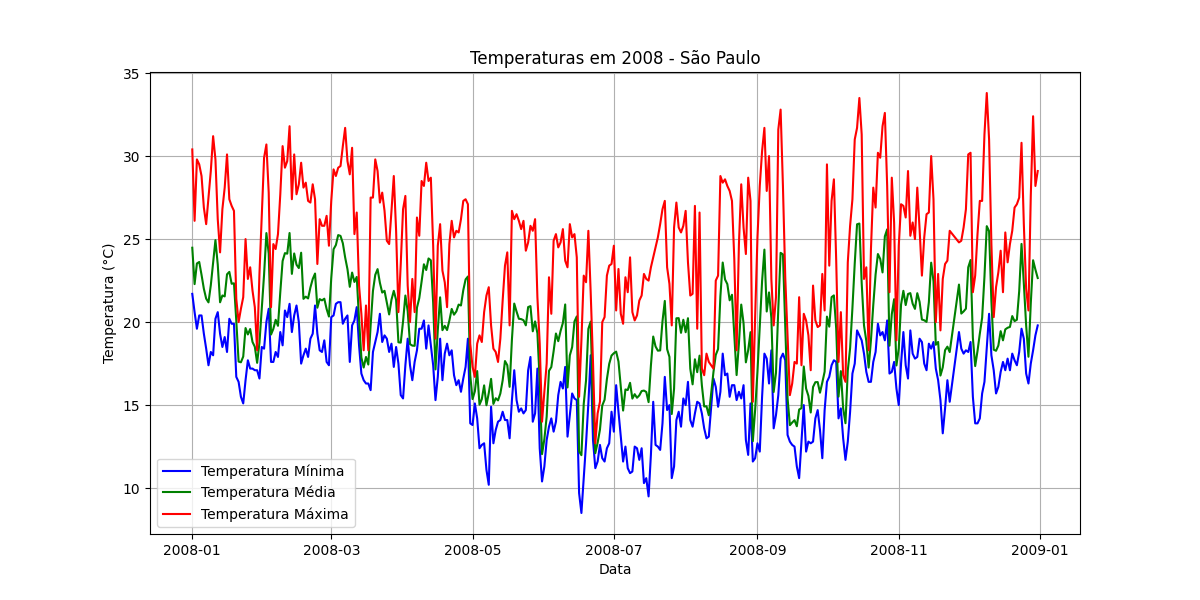 Temperaturas em 2008 - São Paulo
35
30
25
20
15
10
Temperatura (°C)
Temperatura Mínima
Temperatura Média
Temperatura Máxima
2008-01 2008-03 2008-05 2008-07 2008-09 2008-11 2009-01
Data